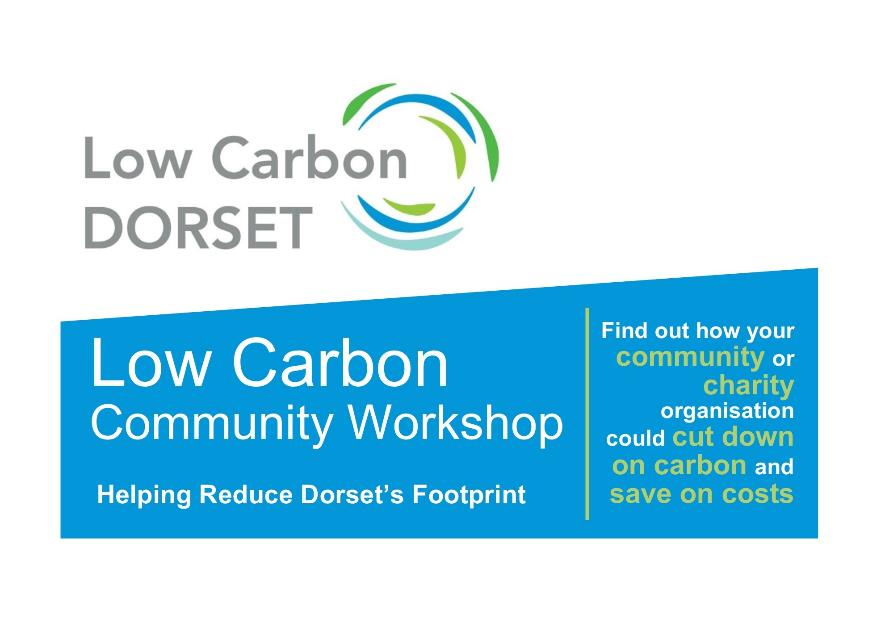 Low Carbon
DORSET
Low Carbon
Community Workshop
Helping Reduce Dorset’s Footprint
Find out how your
community or
charity
organisation
could cut down
on carbon and
save on costs